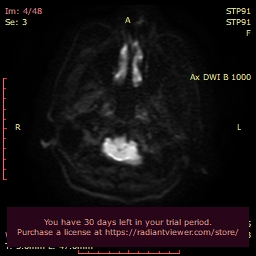 Im: 4/48
Se: 3
STP91
STP91
F
A
Ax DWI B 1000
R
L
You have 30 days left in your trial period.
Purchase a license at https://radiantviewer.com/store/